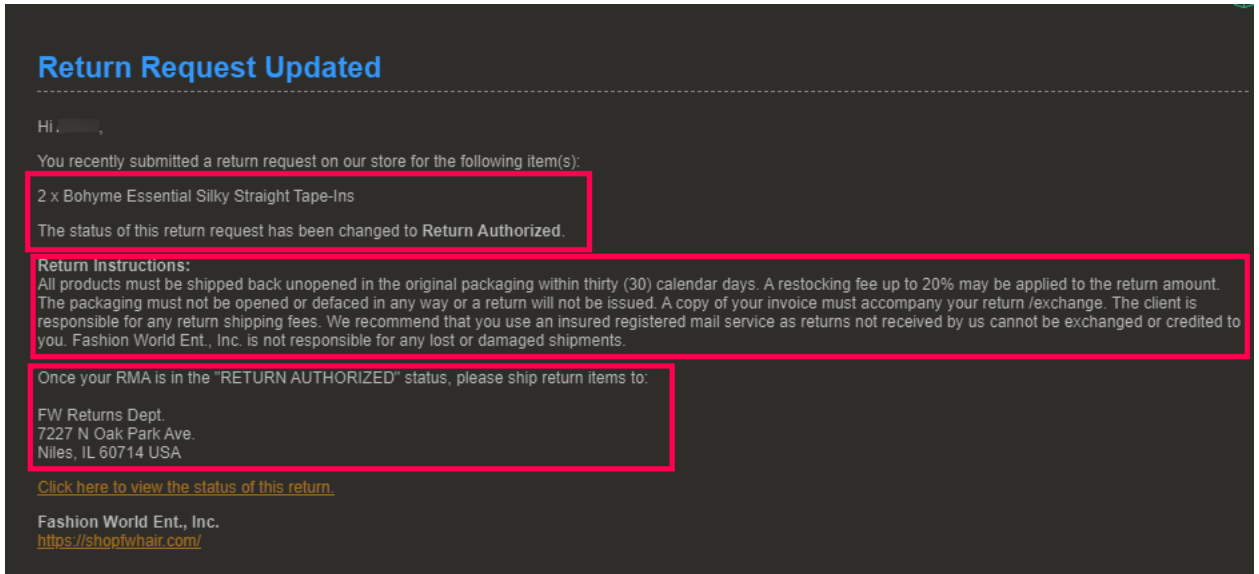 Return Request Updated
Hi ,
You recently submitted a return request on our store for the following item(s):
2 x Bohyme Essential Silky Straight Tape-Ins
The status of this return request has been changed to Return Authorized.
Return Instructions:
All products must be shipped back unopened in the original packaging within thirty (30) calendar days. A restocking fee up to 20% may be applied to the return amount.
The packaging must not be opened or defaced in any way or a return will not be issued. A copy of your invoice must accompany your return /exchange. The client is
responsible for any return shipping fees. We recommend that you use an insured registered mail service as returns not received by us cannot be exchanged or credited to
you. Fashion World Ent., Inc. is not responsible for any lost or damaged shipments.
Once your RMA is in the "RETURN AUTHORIZED" status, please ship return items to:
FW Returns Dept.
7227 N Oak Park Ave.
Niles, IL 60714 USA
Click here to view the status of this return.
Fashion World Ent., Inc.
https://shopfwhair.com/